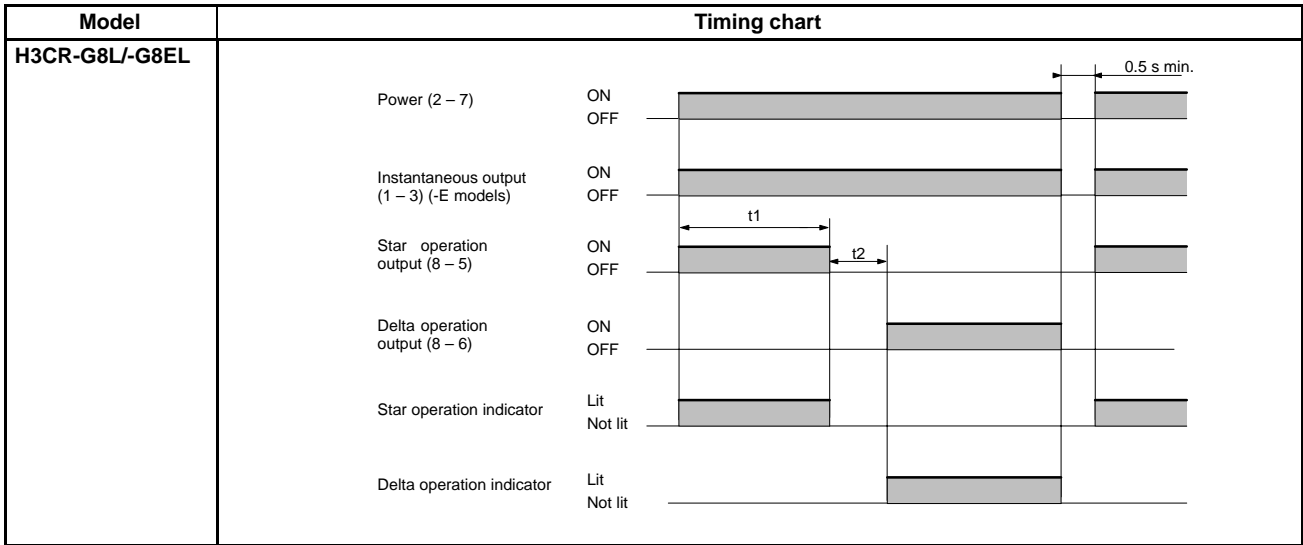 Model
Timing chart
H3CR-G8L/-G8EL
0.5 s min.
Power (2 – 7)
ON
OFF
Instantaneous output
(1 – 3) (-E models)
ON
OFF
t1
Star operation
output (8 – 5)
ON
OFF
t2
Delta operation
output (8 – 6)
ON
OFF
Star operation indicator
Lit
Not lit
Delta operation indicator
Lit
Not lit